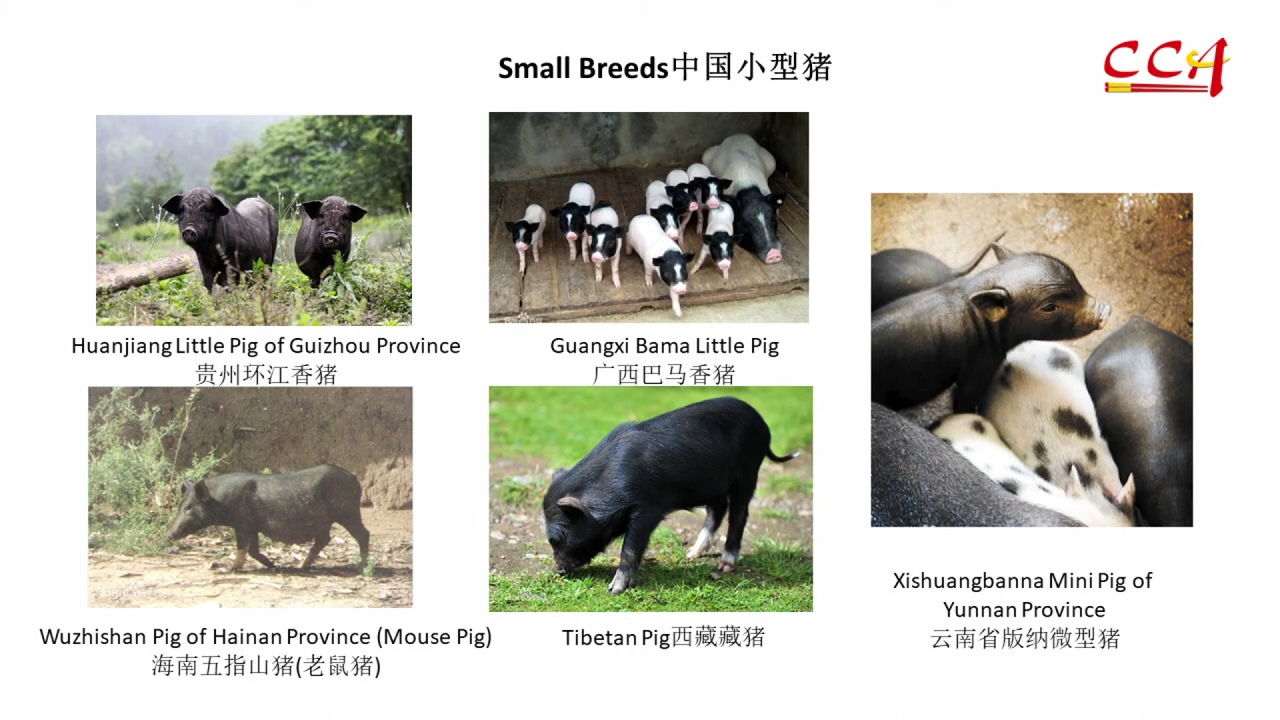 Small Breeds中国小型猪
CCA
Huanjiang Little Pig of Guizhou Province
贵州环江香猪
Guangxi Bama Little Pig
广西巴马香猪
Wuzhishan Pig of Hainan Province (Mouse Pig)
海南五指山猪(老鼠猪)
Tibetan Pig西藏藏猪
Xishuangbanna Mini Pig of
Yunnan Province
云南省版纳微型猪